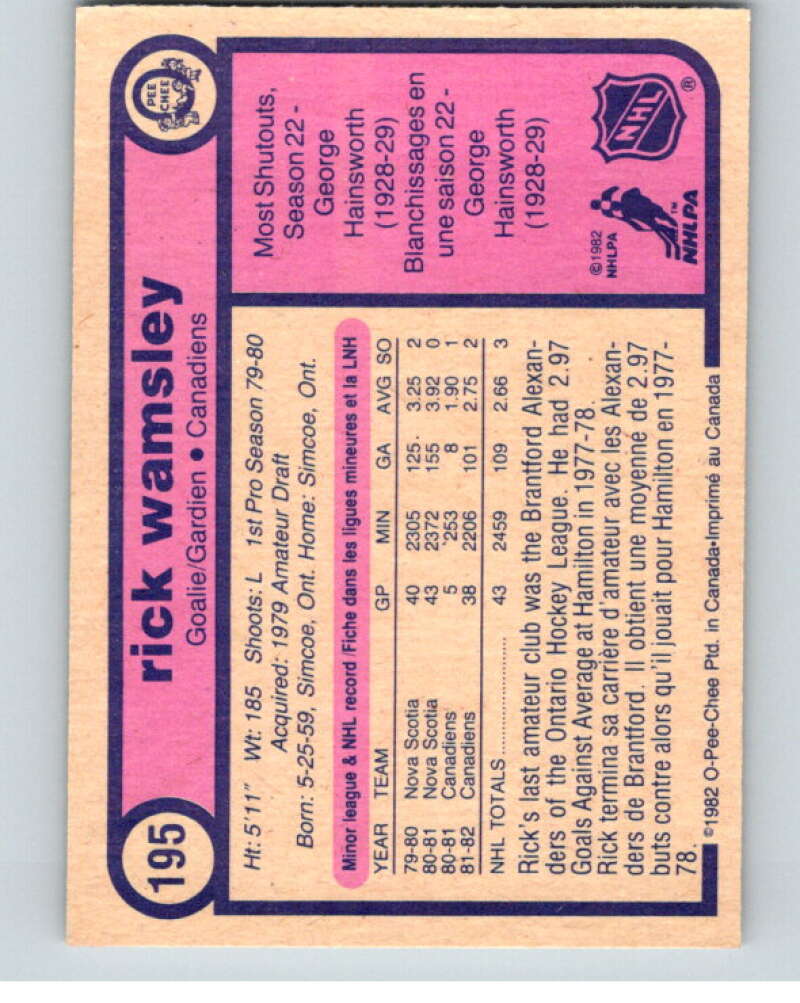 195
rick wamsley
Goalie/Gardien • Canadiens
O
PEE
CHEE
Ht: 5'11" Wt: 185 Shoots: L 1st Pro Season 79-80
Acquired: 1979 Amateur Draft
Born: 5-25-59, Simcoe, Ont. Home: Simcoe, Ont.
Minor league & NHL record/Fiche dans les ligues mineures et la LNH
YEAR TEAM GP MIN GA AVG SO
79-80 Nova Scotia 40 2305 125. 3.25 2
80-81 Nova Scotia 43 2372 155 3.92 0
80-81 Canadiens 5 '253 8 1.90 1
81-82 Canadiens 38 2206 101 2.75 2
NHL TOTALS .................... 43 2459 109 2.66 3
Rick's last amateur club was the Brantford Alexan-
ders of the Ontario Hockey League. He had 2.97
Goals Against Average at Hamilton in 1977-78.
Rick termina sa carrière d'amateur avec les Alexan-
ders de Brantford. Il obtient une moyenne de 2.97
buts contre alors qu'il jouait pour Hamilton en 1977-
78.
©1982 O-Pee-Chee Ptd. in Canada•Imprimé au Canada
Most Shutouts,
Season 22 -
George
Hainsworth
(1928-29)
Blanchissages en
une saison 22 -
George
Hainsworth
(1928-29)
©1982
NHLPA
NHLPA
TM
NHL
®